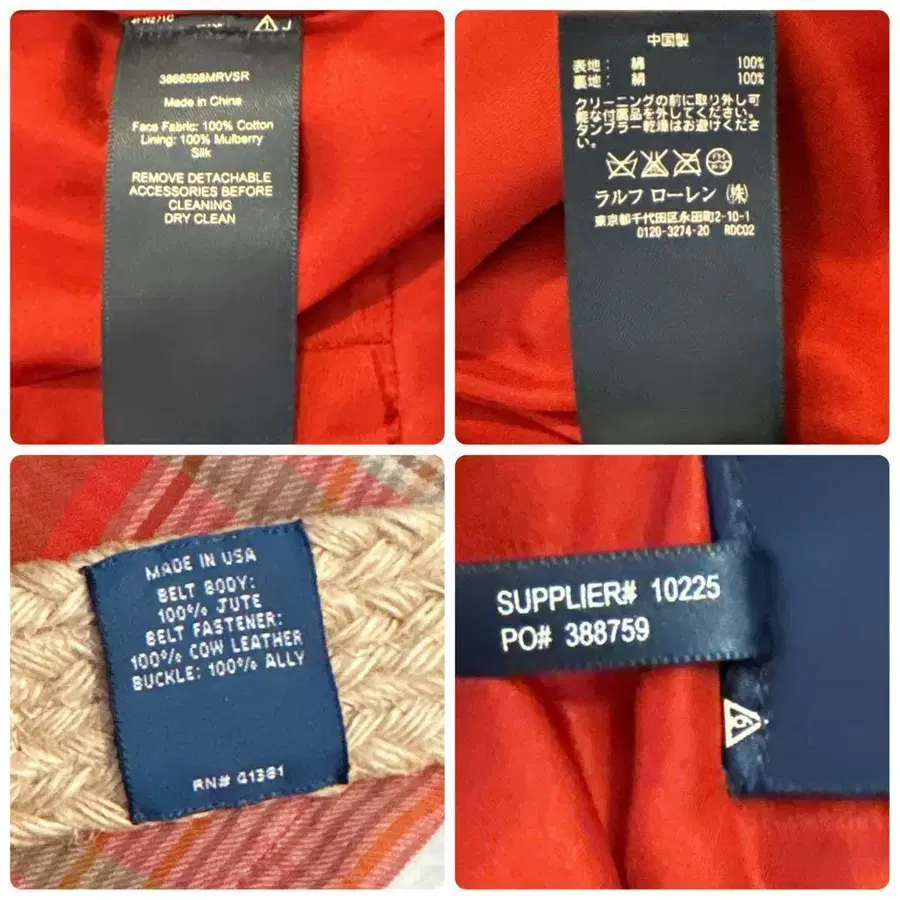 3866598MRVSR
Made in China
Face Fabric: 100% Cotton
Lining: 100% Mulberry
Silk
REMOVE DETACHABLE
ACCESSORIES BEFORE
CLEANING
DRY CLEAN
中国製
表地: 綿 100%
裏地: 絹 100%
クリーニングの前に取り外し可
能な付属品を外してください。
タンブラー乾燥はお避けくださ
い。
ラルフ ローレン (株)
東京都千代田区永田町2-10-1
0120-3274-20 RDC02
MADE IN USA
BELT BODY:
100% JUTE
BELT FASTENER:
100% COW LEATHER
BUCKLE: 100% ALLY
RN# 41381
SUPPLIER# 10225
PO# 388759
6